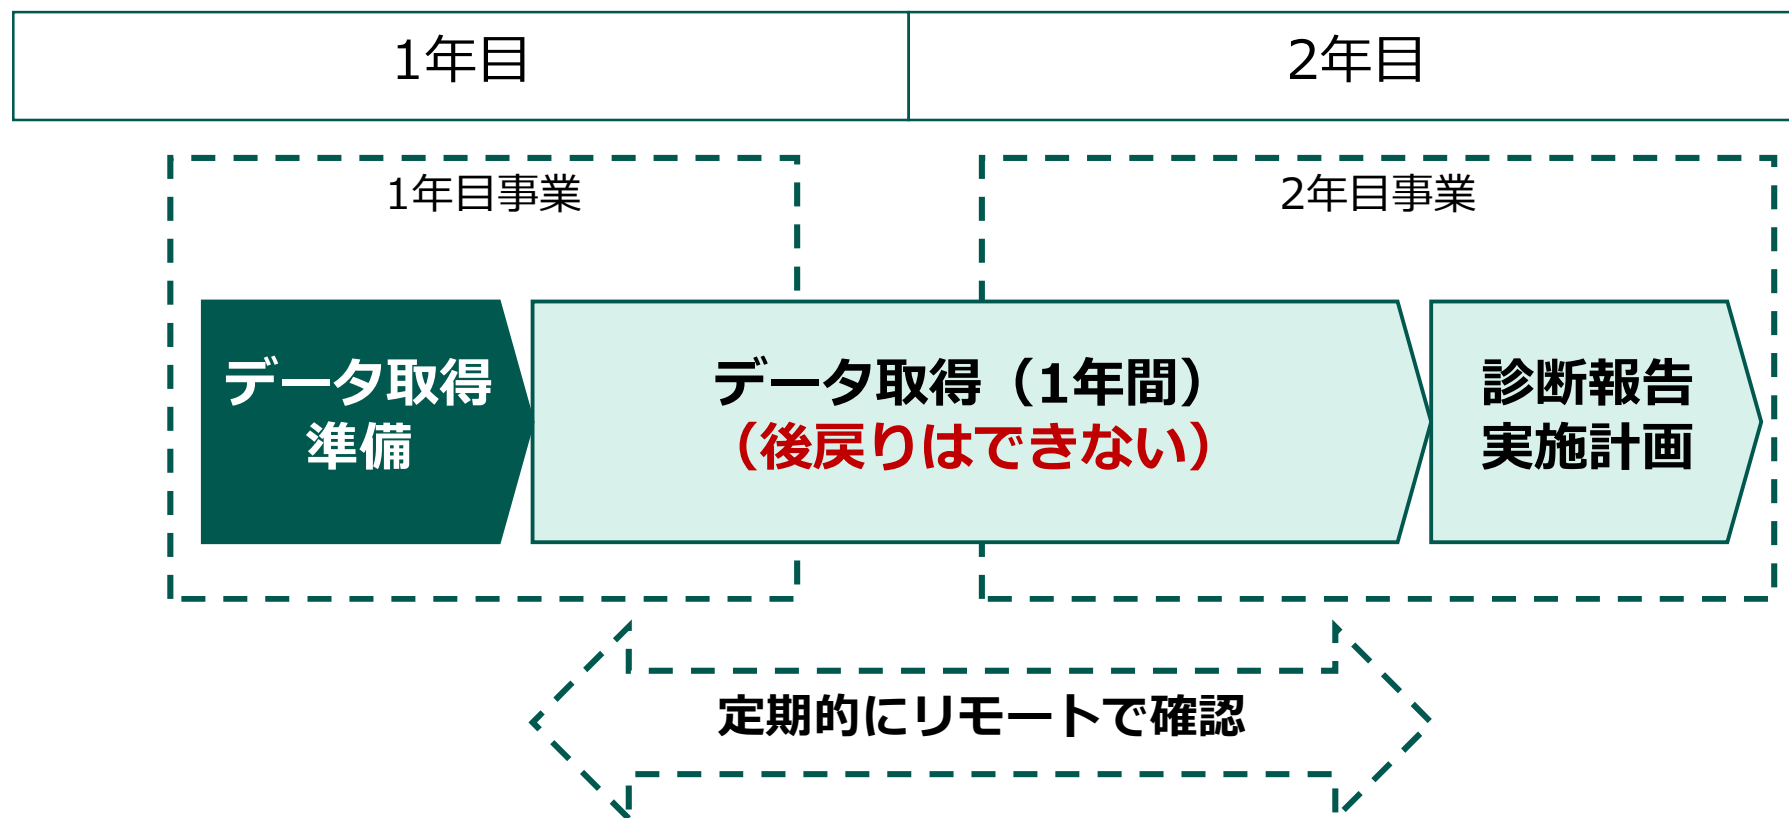 1年目
2年目
1年目事業
2年目事業
データ取得
準備
データ取得（1年間）
（後戻りはできない）
診断報告
実施計画
定期的にリモートで確認